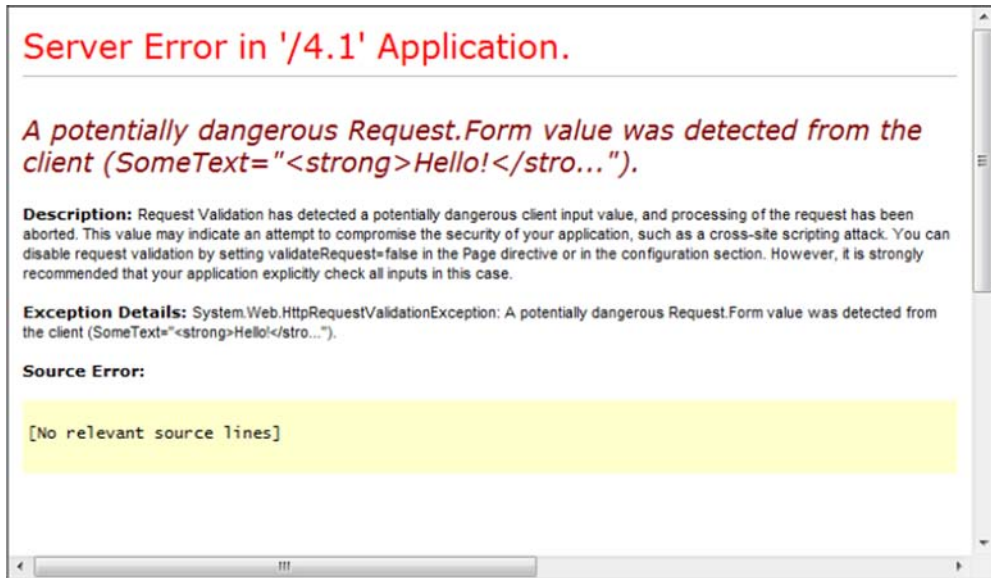 Server Error in '/4.1' Application.
A potentially dangerous Request.Form value was detected from the
client (SomeText="<strong>Hello!</stro...").
Description: Request Validation has detected a potentially dangerous client input value, and processing of the request has been
aborted. This value may indicate an attempt to compromise the security of your application, such as a cross-site scripting attack. You can
disable request validation by setting validateRequest=false in the Page directive or in the configuration section. However, it is strongly
recommended that your application explicitly check all inputs in this case.
Exception Details: System.Web.HttpRequestValidationException: A potentially dangerous Request.Form value was detected from
the client (SomeText="<strong>Hello!</stro...").
Source Error:
[No relevant source lines]